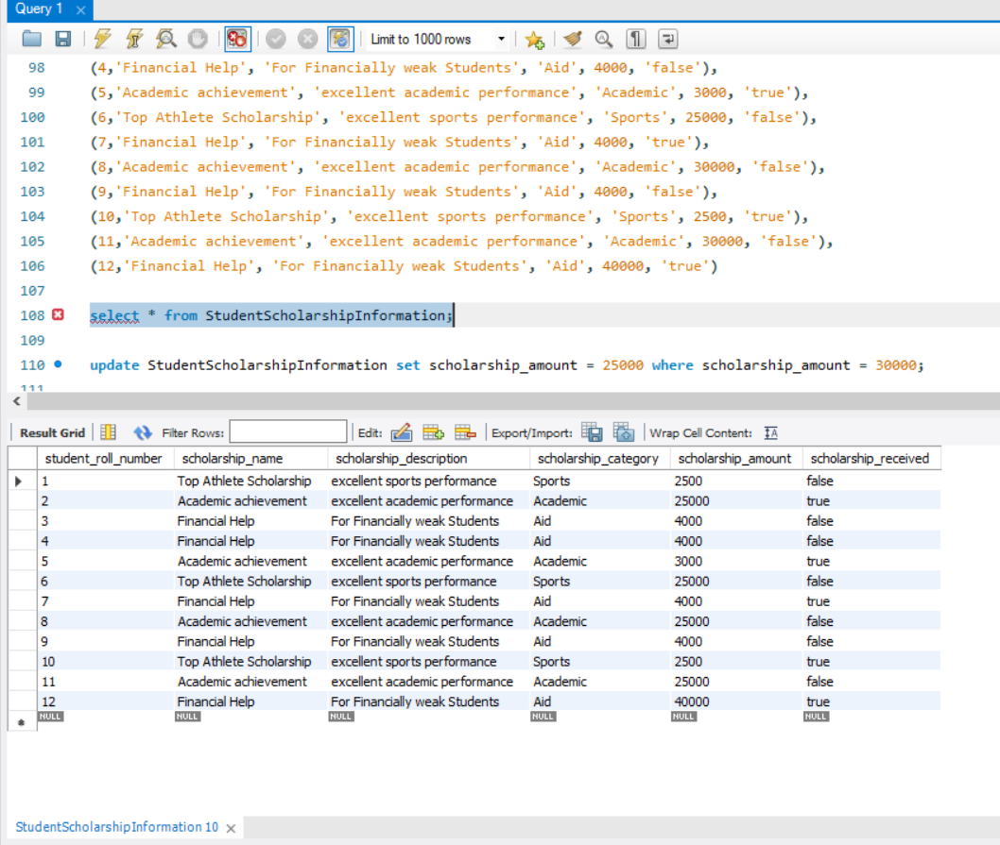 Query 1
Limit to 1000 rows
98 (4,'Financial Help', 'For Financially weak Students', 'Aid', 4000, 'false'),
99 (5,'Academic achievement', 'excellent academic performance', 'Academic', 3000, 'true'),
100 (6,'Top Athlete Scholarship', 'excellent sports performance', 'Sports', 25000, 'false'),
101 (7,'Financial Help', 'For Financially weak Students', 'Aid', 4000, 'true'),
102 (8,'Academic achievement', 'excellent academic performance', 'Academic', 30000, 'false'),
103 (9,'Financial Help', 'For Financially weak Students', 'Aid', 4000, 'false'),
104 (10,'Top Athlete Scholarship', 'excellent sports performance', 'Sports', 2500, 'true'),
105 (11,'Academic achievement', 'excellent academic performance', 'Academic', 30000, 'false'),
106 (12,'Financial Help', 'For Financially weak Students', 'Aid', 40000, 'true')
107
108 select * from StudentScholarshipInformation;
109
110 update StudentScholarshipInformation set scholarship_amount = 25000 where scholarship_amount = 30000;
111
Result Grid Filter Rows: Edit: Export/Import: Wrap Cell Content: IA
student_roll_number scholarship_name scholarship_description scholarship_category scholarship_amount scholarship_received
1 Top Athlete Scholarship excellent sports performance Sports 2500 false
2 Academic achievement excellent academic performance Academic 25000 true
3 Financial Help For Financially weak Students Aid 4000 false
4 Financial Help For Financially weak Students Aid 4000 false
5 Academic achievement excellent academic performance Academic 3000 true
6 Top Athlete Scholarship excellent sports performance Sports 25000 false
7 Financial Help For Financially weak Students Aid 4000 true
8 Academic achievement excellent academic performance Academic 25000 false
9 Financial Help For Financially weak Students Aid 4000 false
10 Top Athlete Scholarship excellent sports performance Sports 2500 true
11 Academic achievement excellent academic performance Academic 25000 false
12 Financial Help For Financially weak Students Aid 40000 true
NULL NULL NULL NULL NULL NULL
StudentScholarshipInformation 10